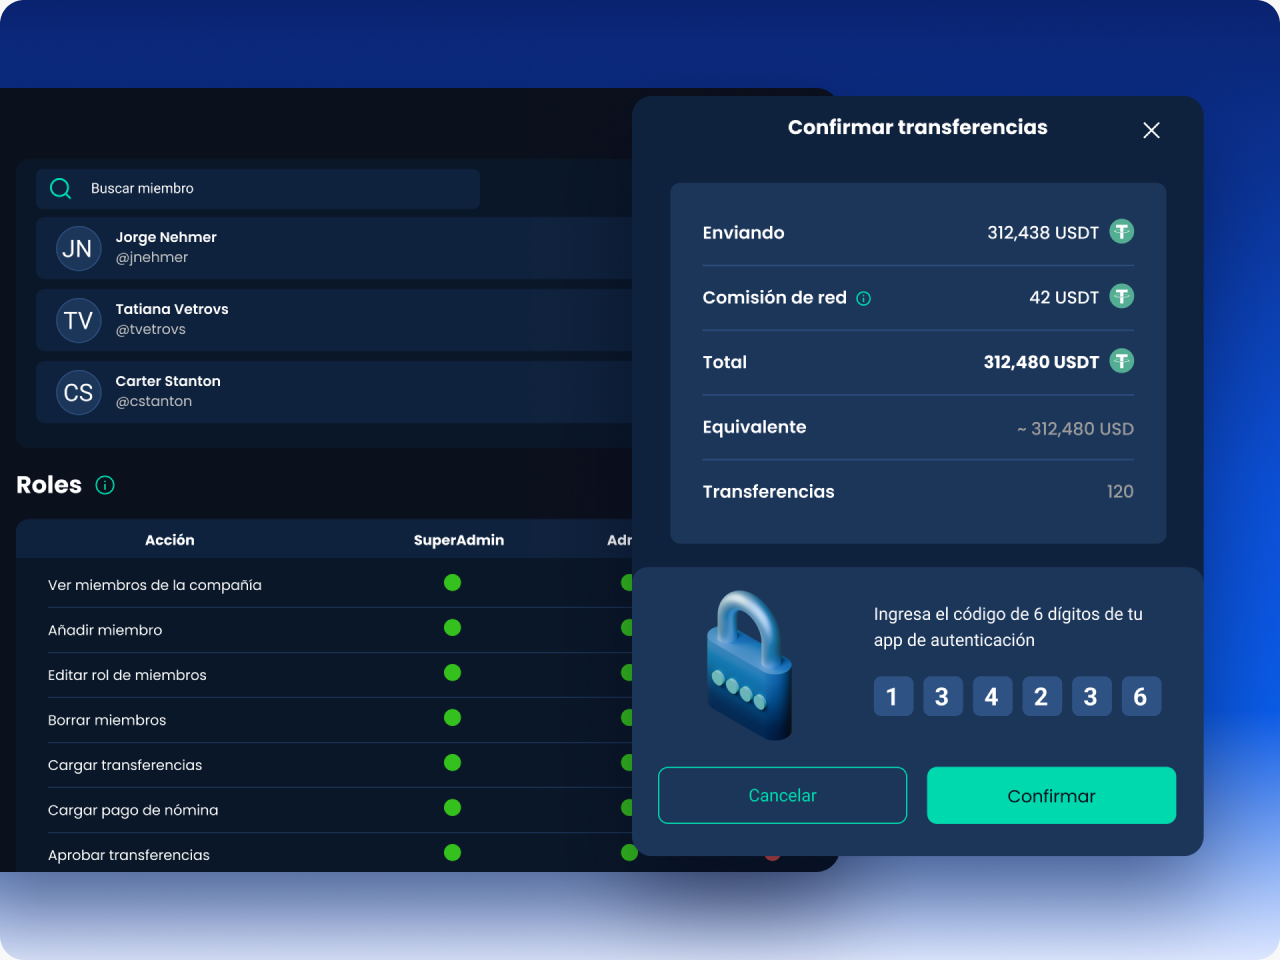 Buscar miembro
JN
Jorge Nehmer
@jnehmer
TV
Tatiana Vetrovs
@tvetrovs
CS
Carter Stanton
@cstanton
Roles
Acción SuperAdmin
Ver miembros de la compañía
Añadir miembro
Editar rol de miembros
Borrar miembros
Cargar transferencias
Cargar pago de nómina
Aprobar transferencias
Confirmar transferencias
Enviando 312,438 USDT
Comisión de red 42 USDT
Total 312,480 USDT
Equivalente ~ 312,480 USD
Transferencias 120
Ingresa el código de 6 dígitos de tu
app de autenticación
1 3 4 2 3 6
Cancelar Confirmar